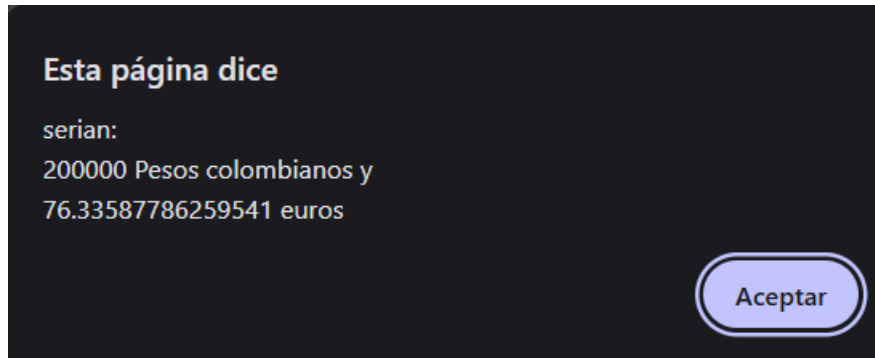 Esta página dice
serian:
200000 Pesos colombianos y
76.33587786259541 euros
Aceptar